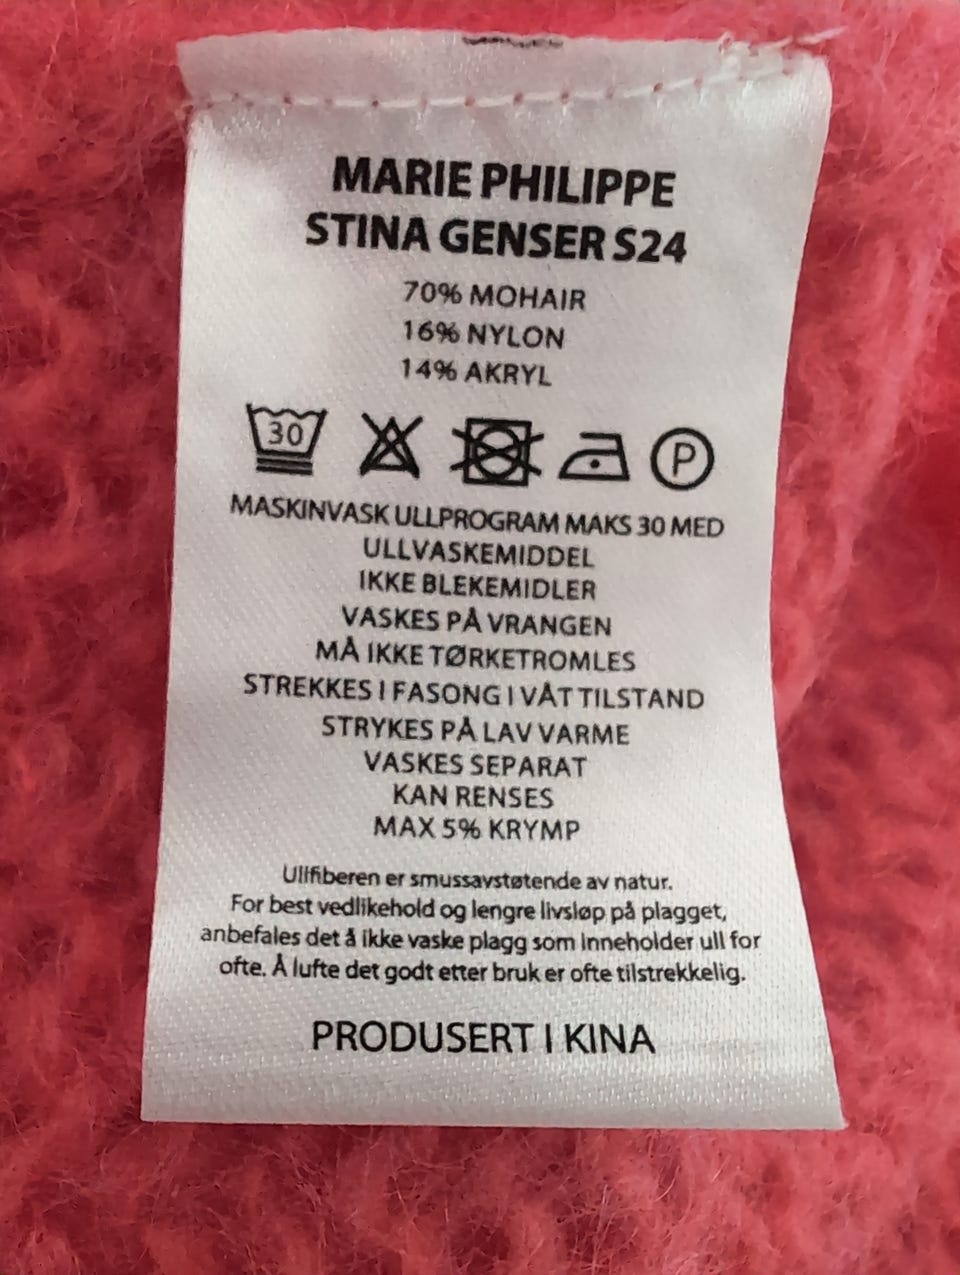 MARIE PHILIPPE
STINA GENSER S24
70% MOHAIR
16% NYLON
14% AKRYL
30 P
MASKINVASK ULLPROGRAM MAKS 30 MED
ULLVASKEMIDDEL
IKKE BLEKEMIDLER
VASKES PÅ VRANGEN
MÅ IKKE TØRKETROMLES
STREKKES I FASONG I VÅT TILSTAND
STRYKES PÅ LAV VARME
VASKES SEPARAT
KAN RENSES
MAX 5% KRYMP
Ullfiberen er smussavstøtende av natur.
For best vedlikehold og lengre livsløp på plagget,
anbefales det å ikke vaske plagg som inneholder ull for
ofte. Å lufte det godt etter bruk er ofte tilstrekkelig.
PRODUSERT I KINA